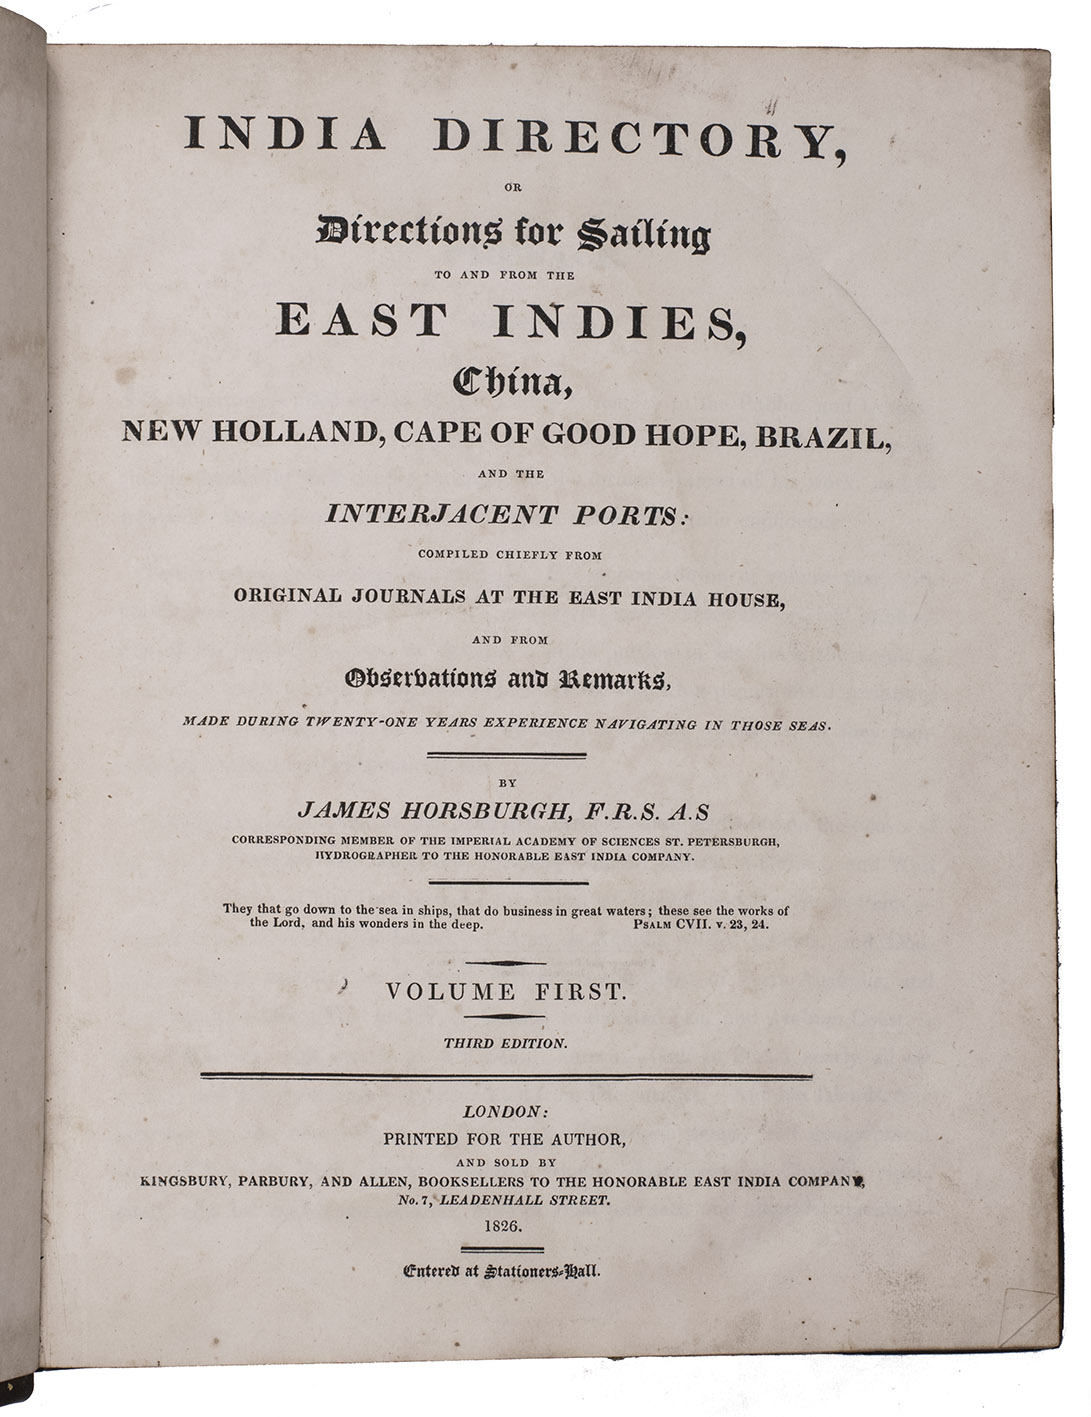 INDIA DIRECTORY,
OR
Directions for Sailing
TO AND FROM THE
EAST INDIES,
China,
NEW HOLLAND, CAPE OF GOOD HOPE, BRAZIL,
AND THE
INTERJACENT PORTS:
COMPILED CHIEFLY FROM
ORIGINAL JOURNALS AT THE EAST INDIA HOUSE,
AND FROM
Observations and Remarks,
MADE DURING TWENTY-ONE YEARS EXPERIENCE NAVIGATING IN THOSE SEAS.
BY
JAMES HORSBURGH, F.R.S. A.S
CORRESPONDING MEMBER OF THE IMPERIAL ACADEMY OF SCIENCES ST. PETERSBURGH,
HYDROGRAPHER TO THE HONORABLE EAST INDIA COMPANY.
They that go down to the sea in ships, that do business in great waters; these see the works of
the Lord, and his wonders in the deep. PSALM CVII. v. 23, 24.
VOLUME FIRST.
THIRD EDITION.
LONDON:
PRINTED FOR THE AUTHOR,
AND SOLD BY
KINGSBURY, PARBURY, AND ALLEN, BOOKSELLERS TO THE HONORABLE EAST INDIA COMPANY,
No. 7, LEADENHALL STREET.
1826.
Entered at Stationers-Hall.